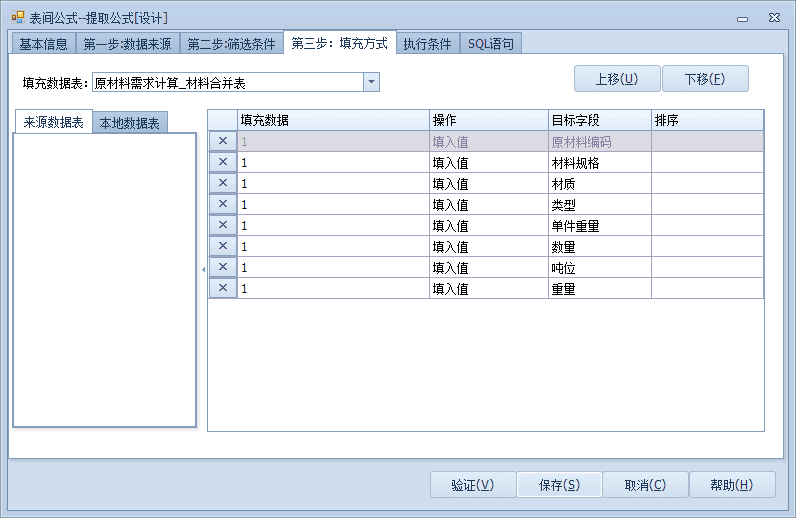 表间公式--提取公式[设计]
基本信息 第一步:数据来源 第二步:筛选条件 第三步：填充方式 执行条件 SQL语句
填充数据表: 原材料需求计算_材料合并表 上移(U) 下移(F)
来源数据表 本地数据表
填充数据 操作 目标字段 排序
× 1 填入值 原材料编码
× 1 填入值 材料规格
× 1 填入值 材质
× 1 填入值 类型
× 1 填入值 单件重量
× 1 填入值 数量
× 1 填入值 吨位
× 1 填入值 重量
验证(V) 保存(S) 取消(C) 帮助(H)